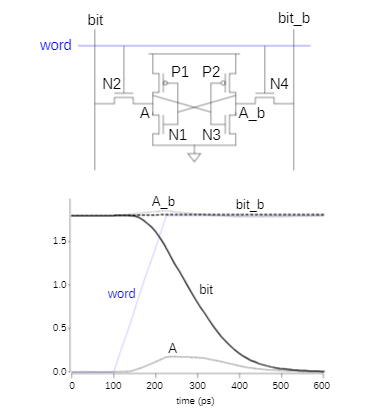 bit bit_b
word
P1 P2
N2 N4
A A_b
N1 N3
A_b bit_b
1.5
1.0
word bit
0.5
A
0.0
0 100 200 300 400 500 600
time (ps)